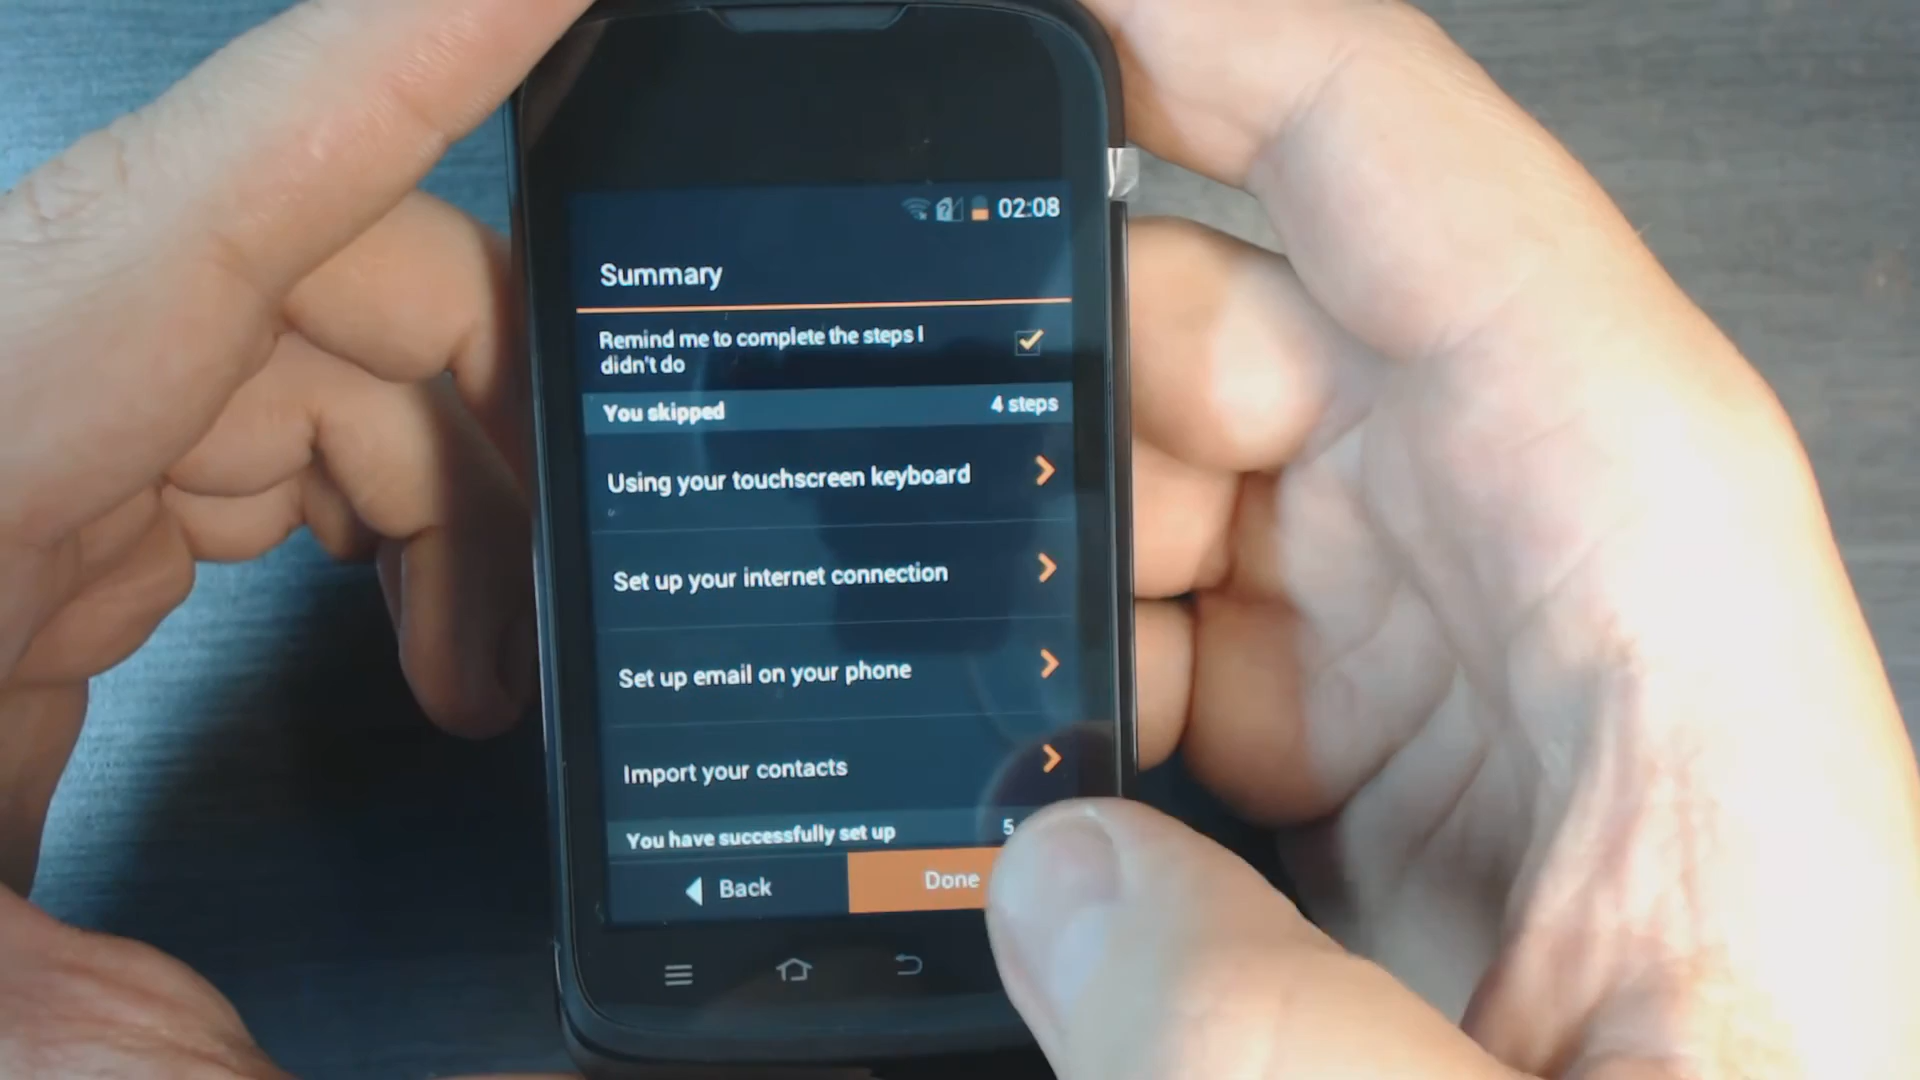 02:08
Summary
Remind me to complete the steps I
didn't do
You skipped 4 steps
Using your touchscreen keyboard
Set up your internet connection
Set up email on your phone
Import your contacts
You have successfully set up 5
Back Done